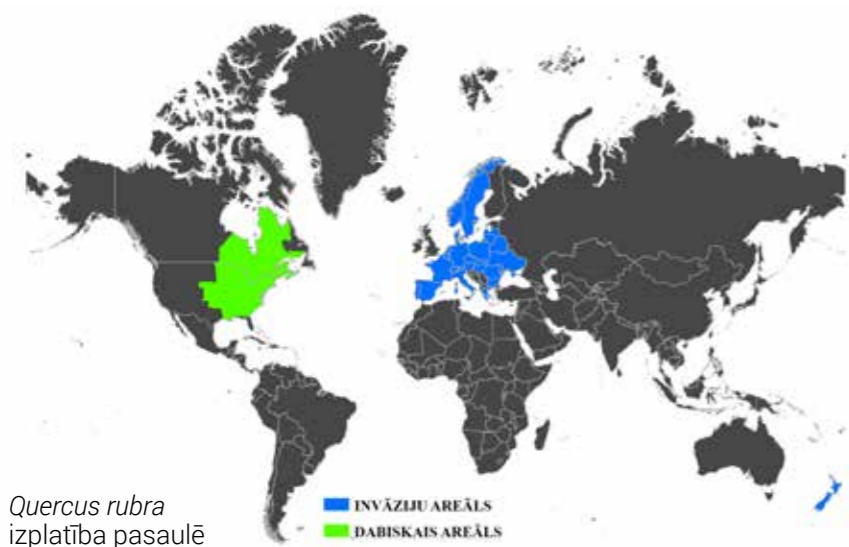 Quercus rubra
izplatība pasaulē
INVĀZIJU AREĀLS
DABISKAIS AREĀLS